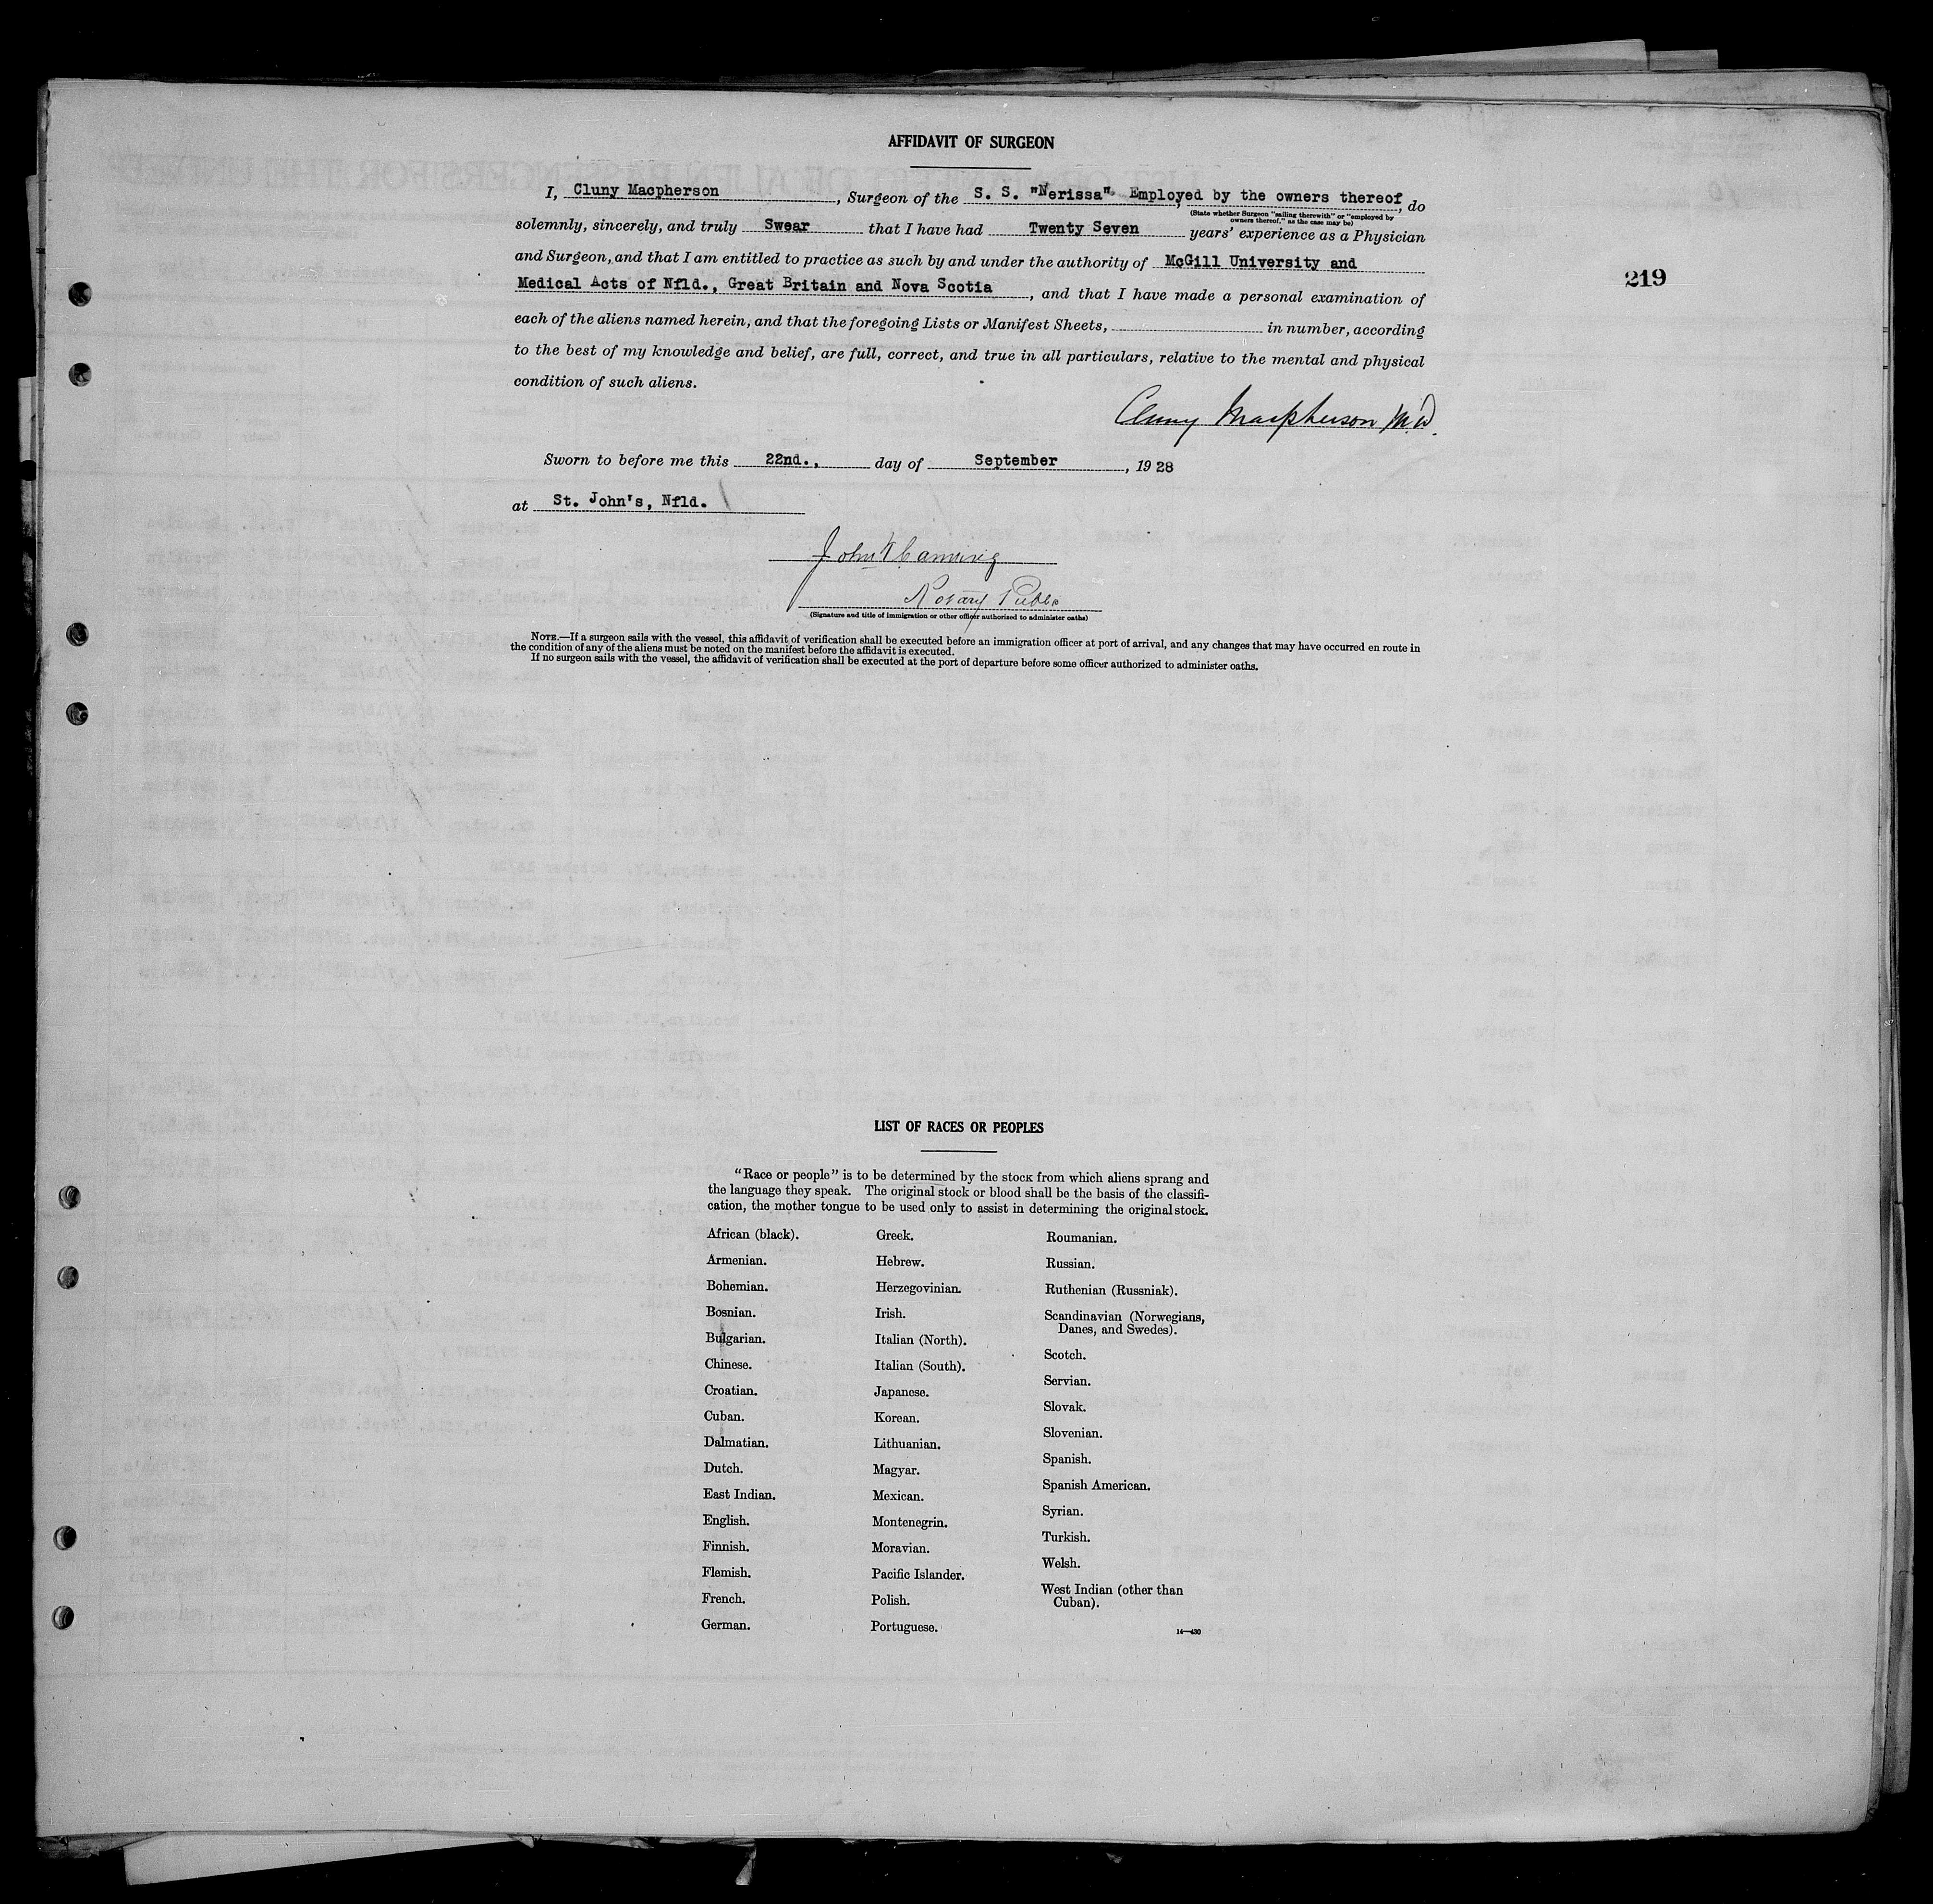 AFFIDAVIT OF SURGEON
I, Cluny Macpherson, Surgeon of the S. S. "Nerissa" Employed by the owners thereof, do
(State whether Surgeon "sailing therewith" or "employed by
owners thereof," as the case may be)
solemnly, sincerely, and truly Swear that I have had Twenty Seven years' experience as a Physician
and Surgeon, and that I am entitled to practice as such by and under the authority of McGill University and
Medical Acts of Nfld., Great Britain and Nova Scotia, and that I have made a personal examination of
219
each of the aliens named herein, and that the foregoing Lists or Manifest Sheets, in number, according
to the best of my knowledge and belief, are full, correct, and true in all particulars, relative to the mental and physical
condition of such aliens.
Cluny Macpherson M.D.
Sworn to before me this 22nd., day of September, 1928
at St. John's, Nfld.
John
Notary Public
(Signature and title of immigration or other officer authorized to administer oaths)
NOTE.—If a surgeon sails with the vessel, this affidavit of verification shall be executed before an immigration officer at port of arrival, and any changes that may have occurred en route in
the condition of any of the aliens must be noted on the manifest before the affidavit is executed.
If no surgeon sails with the vessel, the affidavit of verification shall be executed at the port of departure before some officer authorized to administer oaths.
LIST OF RACES OR PEOPLES
"Race or people" is to be determined by the stock from which aliens sprang and
the language they speak. The original stock or blood shall be the basis of the classifi-
cation, the mother tongue to be used only to assist in determining the original stock.
African (black).
Armenian.
Bohemian.
Bosnian.
Bulgarian.
Chinese.
Croatian.
Cuban.
Dalmatian.
Dutch.
East Indian.
English.
Finnish.
Flemish.
French.
German.
Greek.
Hebrew.
Herzegovinian.
Irish.
Italian (North).
Italian (South).
Japanese.
Korean.
Lithuanian.
Magyar.
Mexican.
Montenegrin.
Moravian.
Pacific Islander.
Polish.
Portuguese.
Roumanian.
Russian.
Ruthenian (Russniak).
Scandinavian (Norwegians,
Danes, and Swedes).
Scotch.
Servian.
Slovak.
Slovenian.
Spanish.
Spanish American.
Syrian.
Turkish.
Welsh.
West Indian (other than
Cuban).
14—430